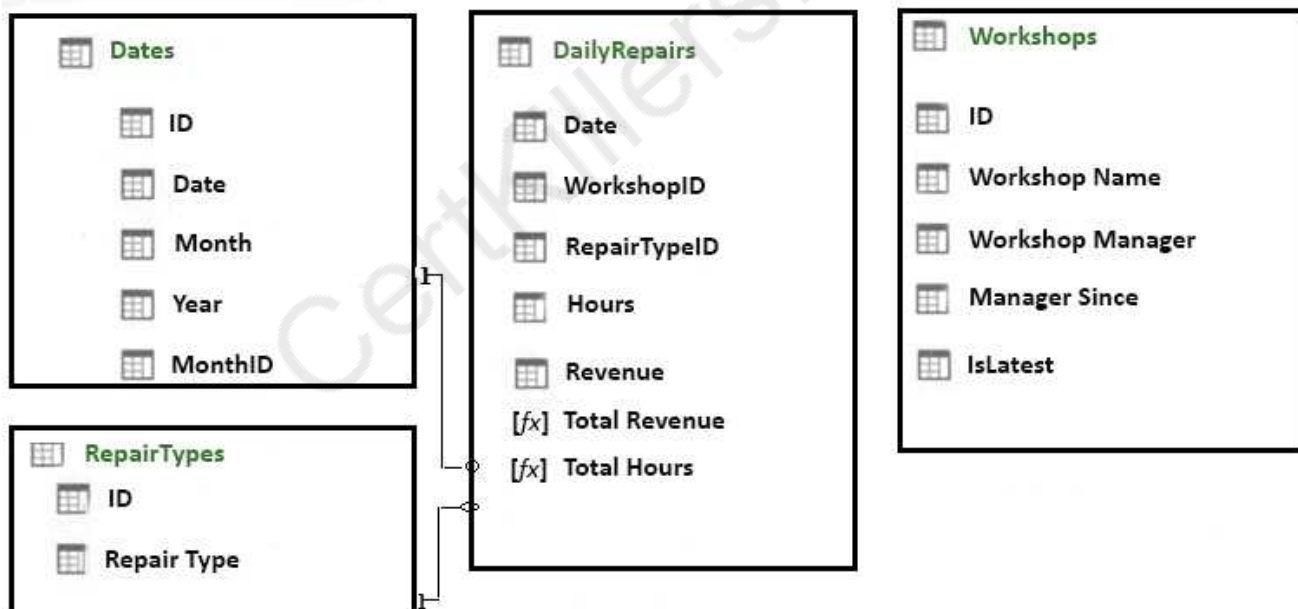 Dates
ID
Date
Month
Year
MonthID
RepairTypes
ID
Repair Type
DailyRepairs
Date
WorkshopID
RepairTypeID
Hours
Revenue
[fx] Total Revenue
[fx] Total Hours
Workshops
ID
Workshop Name
Workshop Manager
Manager Since
IsLatest
CertKillers